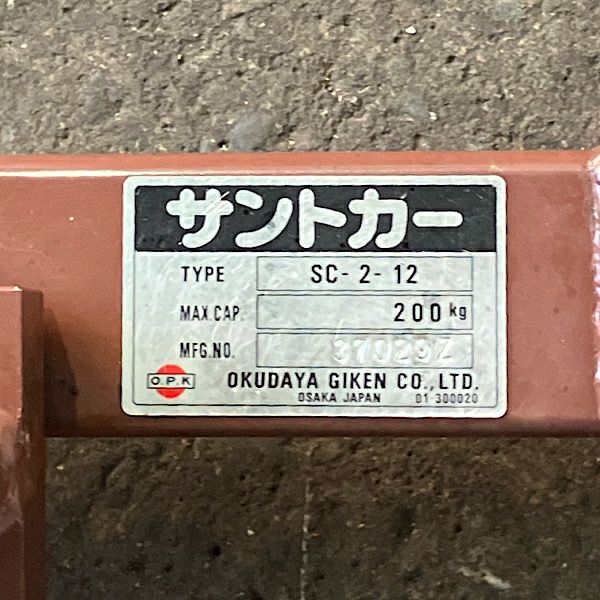 サントカー
TYPE SC-2-12
MAX.CAP. 200kg
MFG.NO. 37029Z
O.P.K OKUDAYA GIKEN CO.,LTD.
OSAKA JAPAN 01-300020